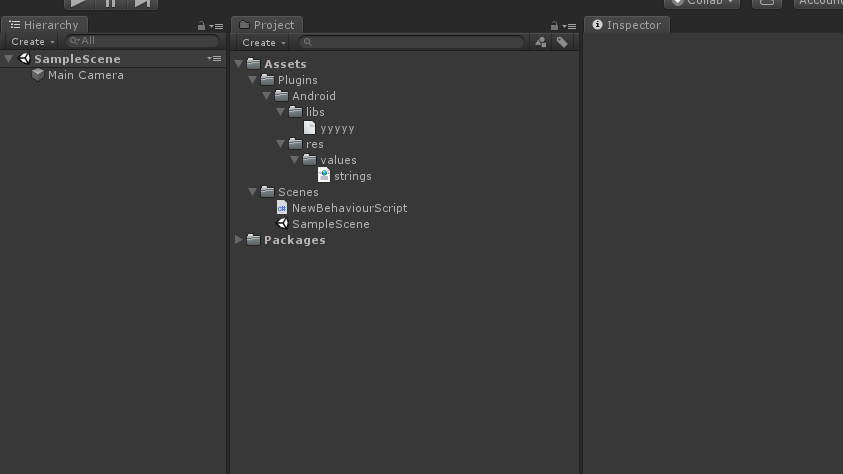 Collab
Account
Hierarchy
Project
Inspector
Create
All
Create
SampleScene
Main Camera
Assets
Plugins
Android
libs
yyyyy
res
values
strings
Scenes
NewBehaviourScript
SampleScene
Packages